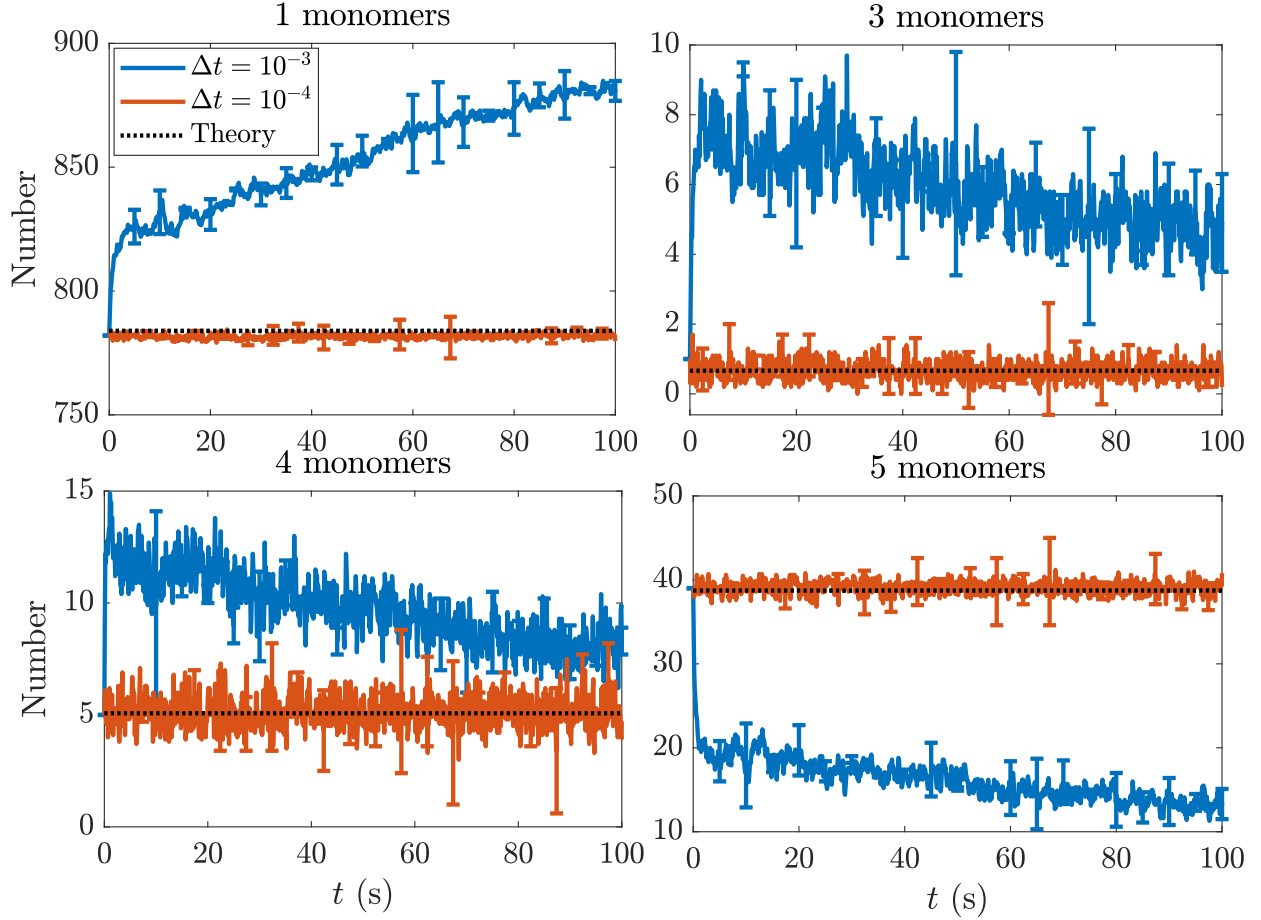 1 monomers
900
850
800
750
Number
Δt = 10⁻³
Δt = 10⁻⁴
Theory
0 20 40 60 80 100
3 monomers
10
8
6
4
2
0
0 20 40 60 80 100
4 monomers
15
10
5
0
Number
0 20 40 60 80 100
t (s)
5 monomers
50
40
30
20
10
0 20 40 60 80 100
t (s)